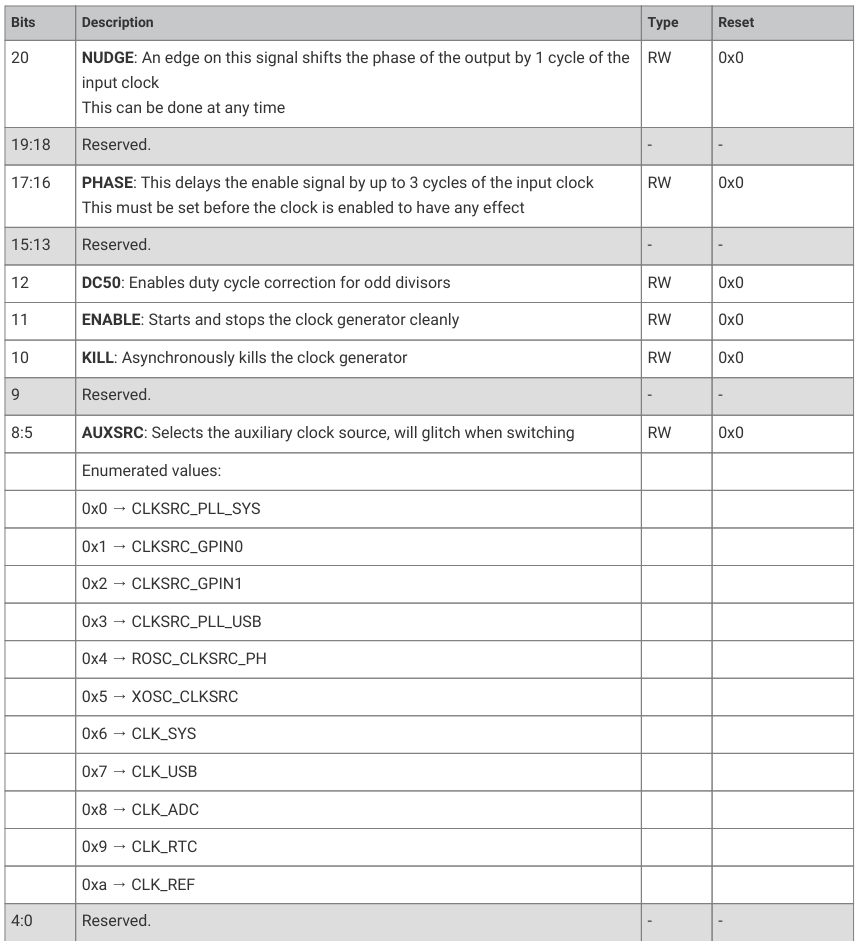 Bits Description Type Reset
20 NUDGE: An edge on this signal shifts the phase of the output by 1 cycle of the RW 0x0
input clock
This can be done at any time
19:18 Reserved. - -
17:16 PHASE: This delays the enable signal by up to 3 cycles of the input clock RW 0x0
This must be set before the clock is enabled to have any effect
15:13 Reserved. - -
12 DC50: Enables duty cycle correction for odd divisors RW 0x0
11 ENABLE: Starts and stops the clock generator cleanly RW 0x0
10 KILL: Asynchronously kills the clock generator RW 0x0
9 Reserved. - -
8:5 AUXSRC: Selects the auxiliary clock source, will glitch when switching RW 0x0
Enumerated values:
0x0 → CLKSRC_PLL_SYS
0x1 → CLKSRC_GPIN0
0x2 → CLKSRC_GPIN1
0x3 → CLKSRC_PLL_USB
0x4 → ROSC_CLKSRC_PH
0x5 → XOSC_CLKSRC
0x6 → CLK_SYS
0x7 → CLK_USB
0x8 → CLK_ADC
0x9 → CLK_RTC
0xa → CLK_REF
4:0 Reserved. - -